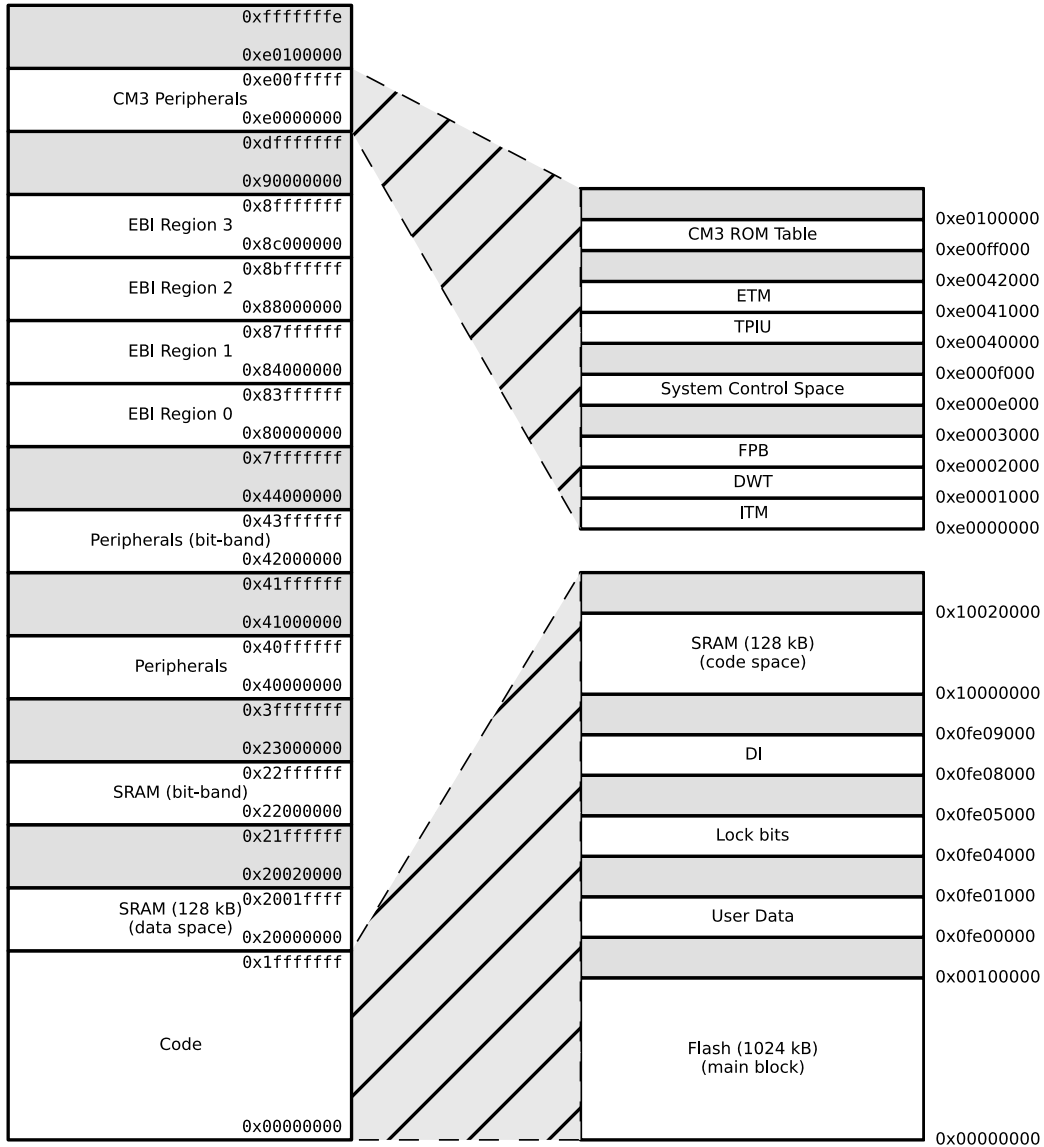 0xfffffffe
0xe0100000
0xe00fffff
CM3 Peripherals
0xe0000000
0xdfffffff
0x90000000
0x8fffffff
EBI Region 3
0x8c000000
0x8bffffff
EBI Region 2
0x88000000
0x87ffffff
EBI Region 1
0x84000000
0x83ffffff
EBI Region 0
0x80000000
0x7fffffff
0x44000000
0x43ffffff
Peripherals (bit-band)
0x42000000
0x41ffffff
0x41000000
0x40ffffff
Peripherals
0x40000000
0x3fffffff
0x23000000
0x22ffffff
SRAM (bit-band)
0x22000000
0x21ffffff
0x20020000
0x2001ffff
SRAM (128 kB)
(data space)
0x20000000
0x1fffffff
Code
0x00000000
0xe0100000
CM3 ROM Table
0xe00ff000
0xe0042000
ETM
0xe0041000
TPIU
0xe0040000
0xe000f000
System Control Space
0xe000e000
0xe0003000
FPB
0xe0002000
DWT
0xe0001000
ITM
0xe0000000
0x10020000
SRAM (128 kB)
(code space)
0x10000000
0x0fe09000
DI
0x0fe08000
0x0fe05000
Lock bits
0x0fe04000
0x0fe01000
User Data
0x0fe00000
0x00100000
Flash (1024 kB)
(main block)
0x00000000